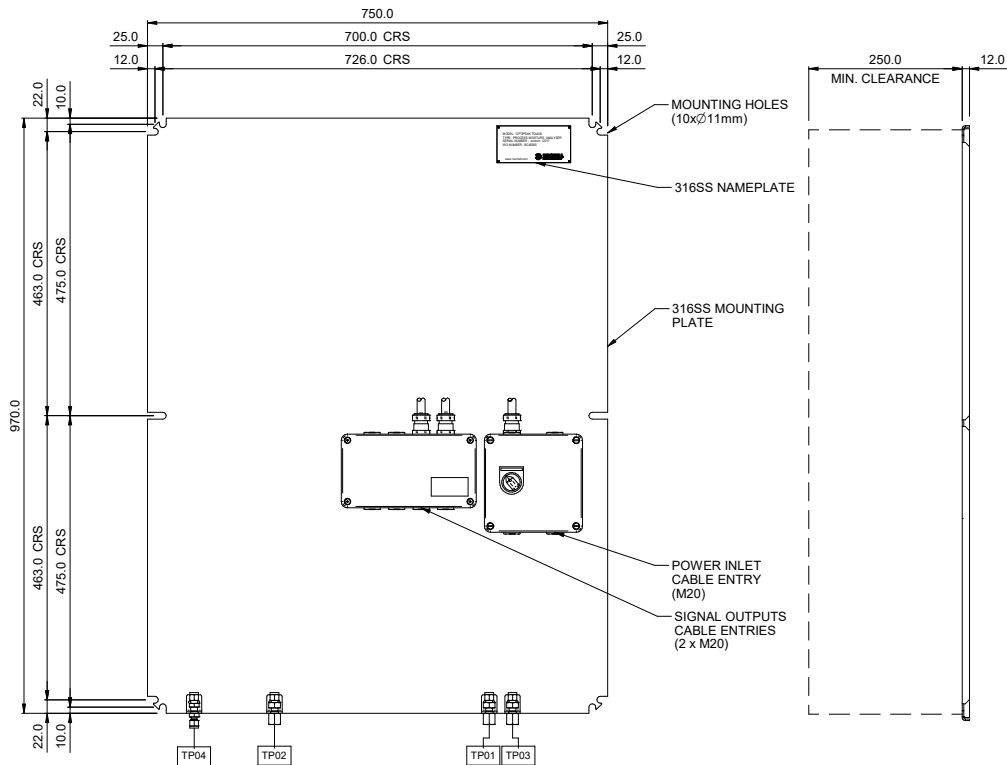 750.0
25.0
700.0 CRS
25.0
12.0
726.0 CRS
12.0
250.0
12.0
MIN. CLEARANCE
22.0
10.0
MOUNTING HOLES
(10xØ11mm)
316SS NAMEPLATE
463.0 CRS
475.0 CRS
316SS MOUNTING
PLATE
970.0
463.0 CRS
475.0 CRS
POWER INLET
CABLE ENTRY
(M20)
SIGNAL OUTPUTS
CABLE ENTRIES
(2 x M20)
22.0
10.0
TP04
TP02
TP01
TP03